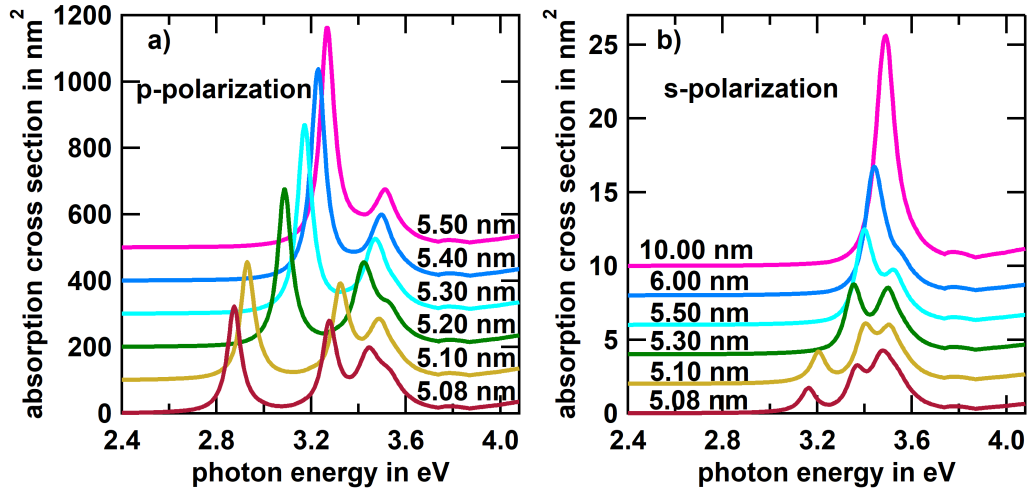 absorption cross section in nm²
1200
1000
800
600
400
200
0
a)
p-polarization
5.50 nm
5.40 nm
5.30 nm
5.20 nm
5.10 nm
5.08 nm
2.4 2.8 3.2 3.6 4.0
photon energy in eV
absorption cross section in nm²
25
20
15
10
5
0
b)
s-polarization
10.00 nm
6.00 nm
5.50 nm
5.30 nm
5.10 nm
5.08 nm
2.4 2.8 3.2 3.6 4.0
photon energy in eV